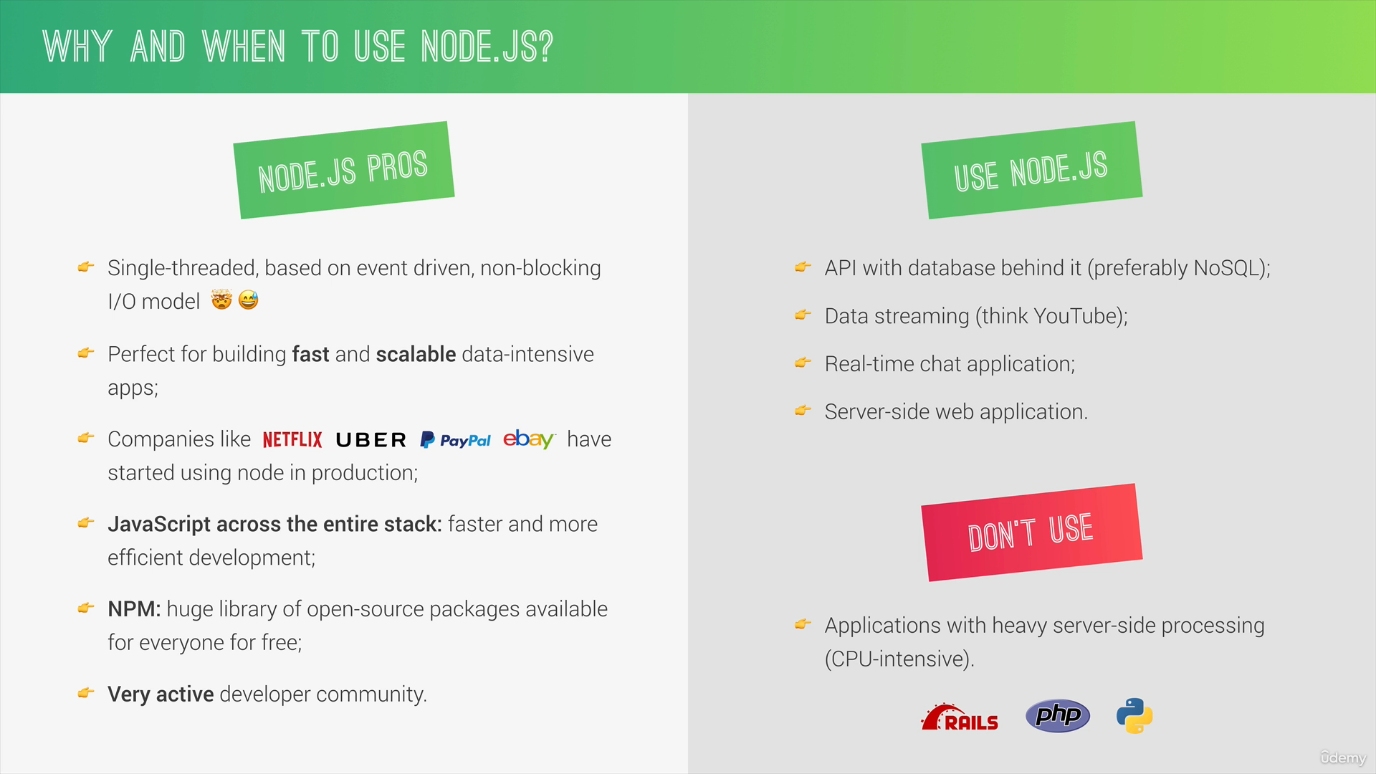 WHY AND WHEN TO USE NODE.JS?
NODE.JS PROS
Single-threaded, based on event driven, non-blocking
I/O model 🤯😅
Perfect for building fast and scalable data-intensive
apps;
Companies like NETFLIX UBER PayPal ebay have
started using node in production;
JavaScript across the entire stack: faster and more
efficient development;
NPM: huge library of open-source packages available
for everyone for free;
Very active developer community.
USE NODE.JS
API with database behind it (preferably NoSQL);
Data streaming (think YouTube);
Real-time chat application;
Server-side web application.
DON'T USE
Applications with heavy server-side processing
(CPU-intensive).
RAILS php
ûdemy